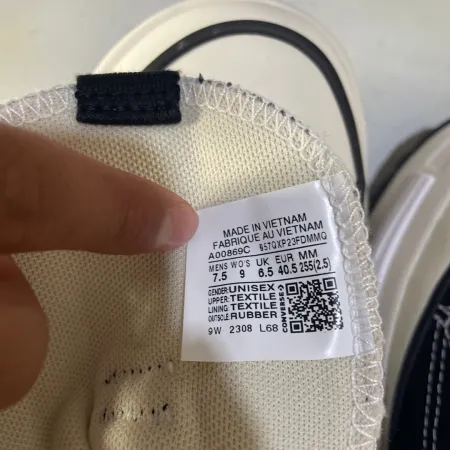 MADE IN VIETNAM
FABRIQUE AU VIETNAM
A00869C 957QXP23FDMMQ
MENS WO'S UK EUR MM
7.5 9 6.5 40.5 255(2.5)
GENDER: UNISEX
UPPER: TEXTILE
LINING: TEXTILE
OUTSOLE: RUBBER
CONVERSE
9W 2308 L68